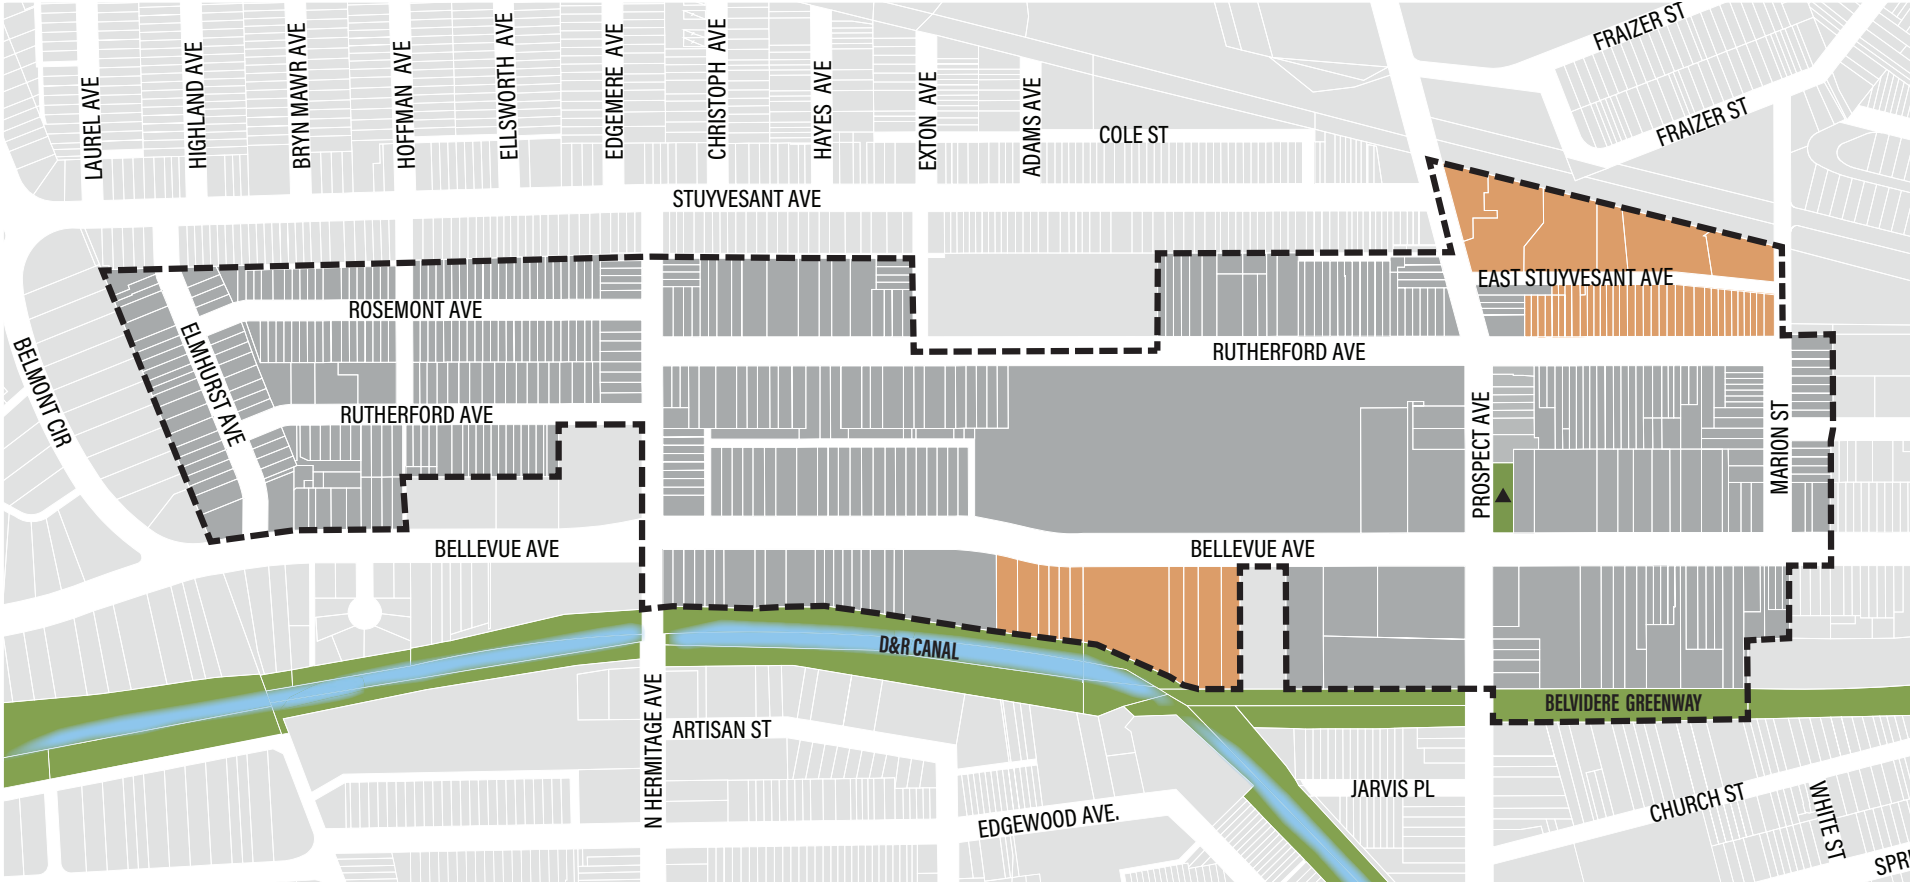 LAUREL AVE
HIGHLAND AVE
BRYN MAWR AVE
HOFFMAN AVE
ELLSWORTH AVE
EDGEMERE AVE
CHRISTOPH AVE
HAYES AVE
EXTON AVE
ADAMS AVE
COLE ST
FRAIZER ST
FRAIZER ST
STUYVESANT AVE
EAST STUYVESANT AVE
ROSEMONT AVE
ELMHURST AVE
BELMONT CIR
RUTHERFORD AVE
RUTHERFORD AVE
PROSPECT AVE
MARION ST
BELLEVUE AVE
BELLEVUE AVE
D&R CANAL
BELVIDERE GREENWAY
N HERMITAGE AVE
ARTISAN ST
EDGEWOOD AVE.
JARVIS PL
CHURCH ST
WHITE ST
SPRI